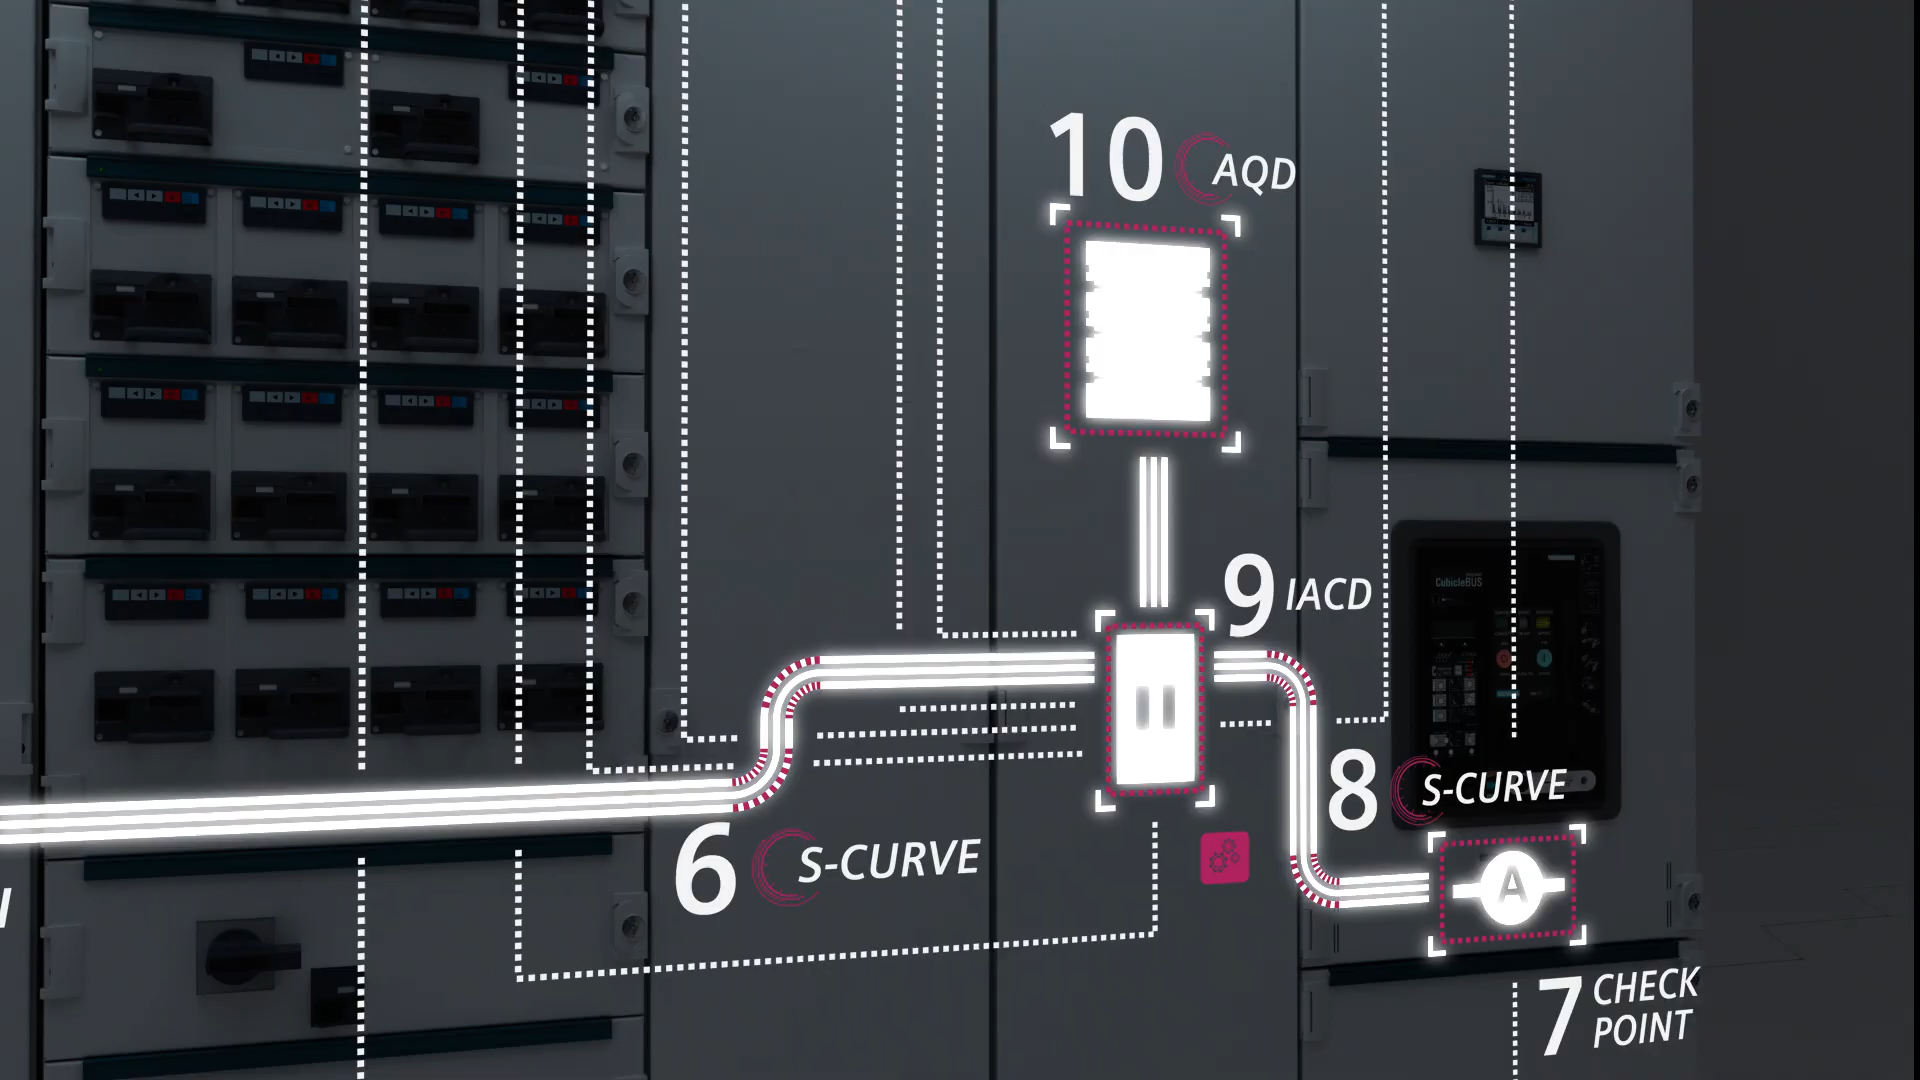 10 AQD
9 IACD
CubicleBUS
8 S-CURVE
6 S-CURVE
A
7 CHECK
POINT